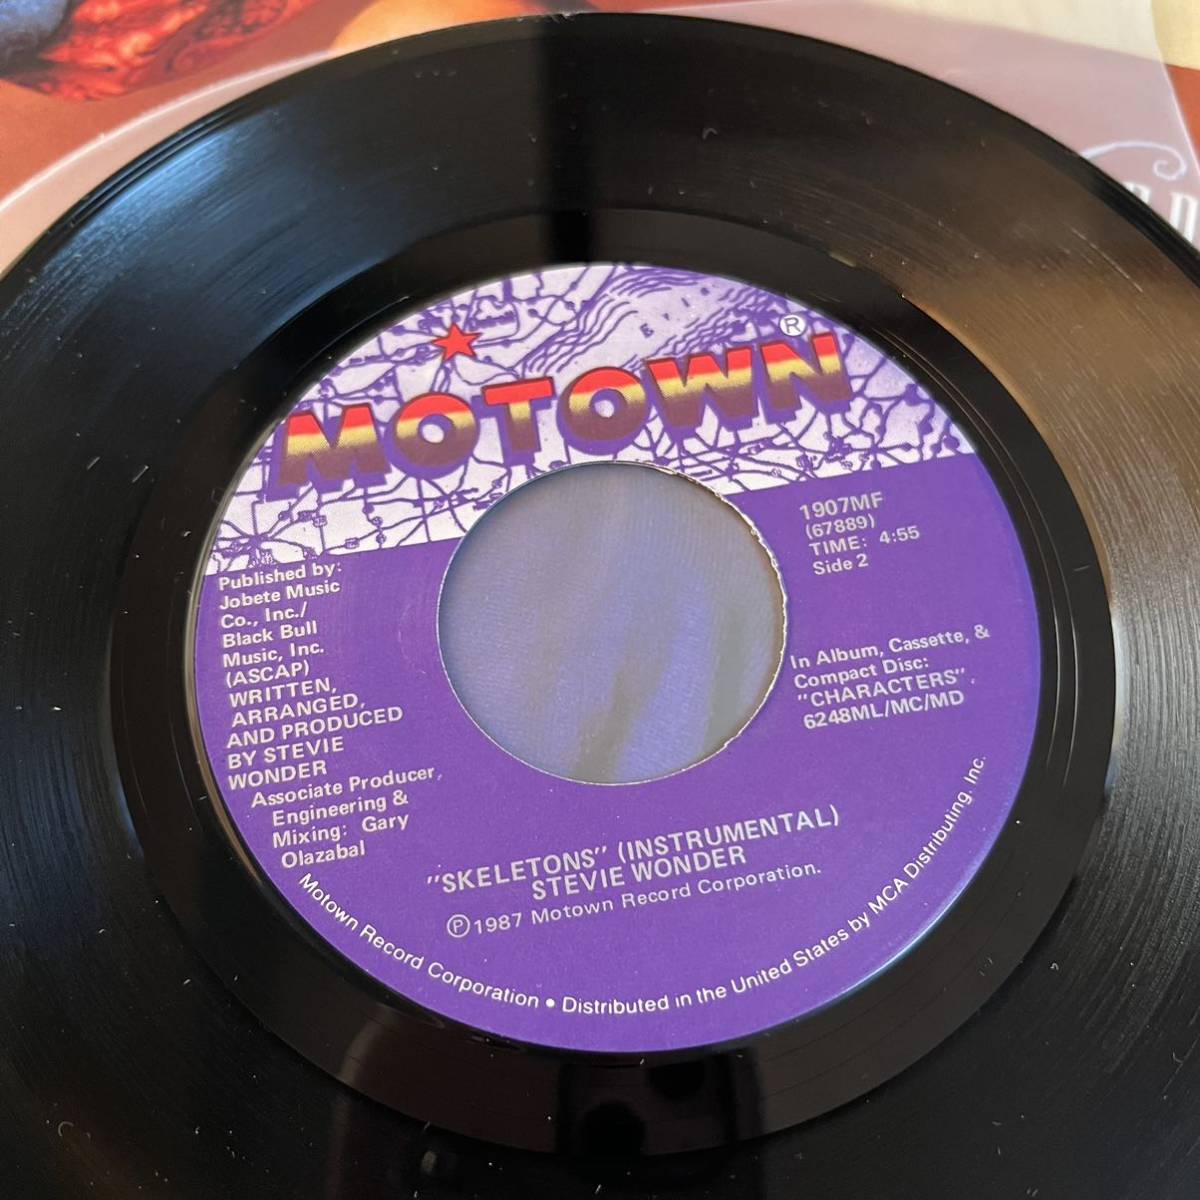 MOTOWN ®
1907MF
(67889)
TIME: 4:55
Side 2
Published by:
Jobete Music
Co., Inc./
Black Bull
Music, Inc.
(ASCAP)
WRITTEN,
ARRANGED,
AND PRODUCED
BY STEVIE
WONDER
Associate Producer,
Engineering &
Mixing: Gary
Olazabal
In Album, Cassette, &
Compact Disc:
"CHARACTERS".
6248ML/MC/MD
"SKELETONS" (INSTRUMENTAL)
STEVIE WONDER
Ⓟ1987 Motown Record Corporation.
Motown Record Corporation • Distributed in the United States by MCA Distributing, Inc.